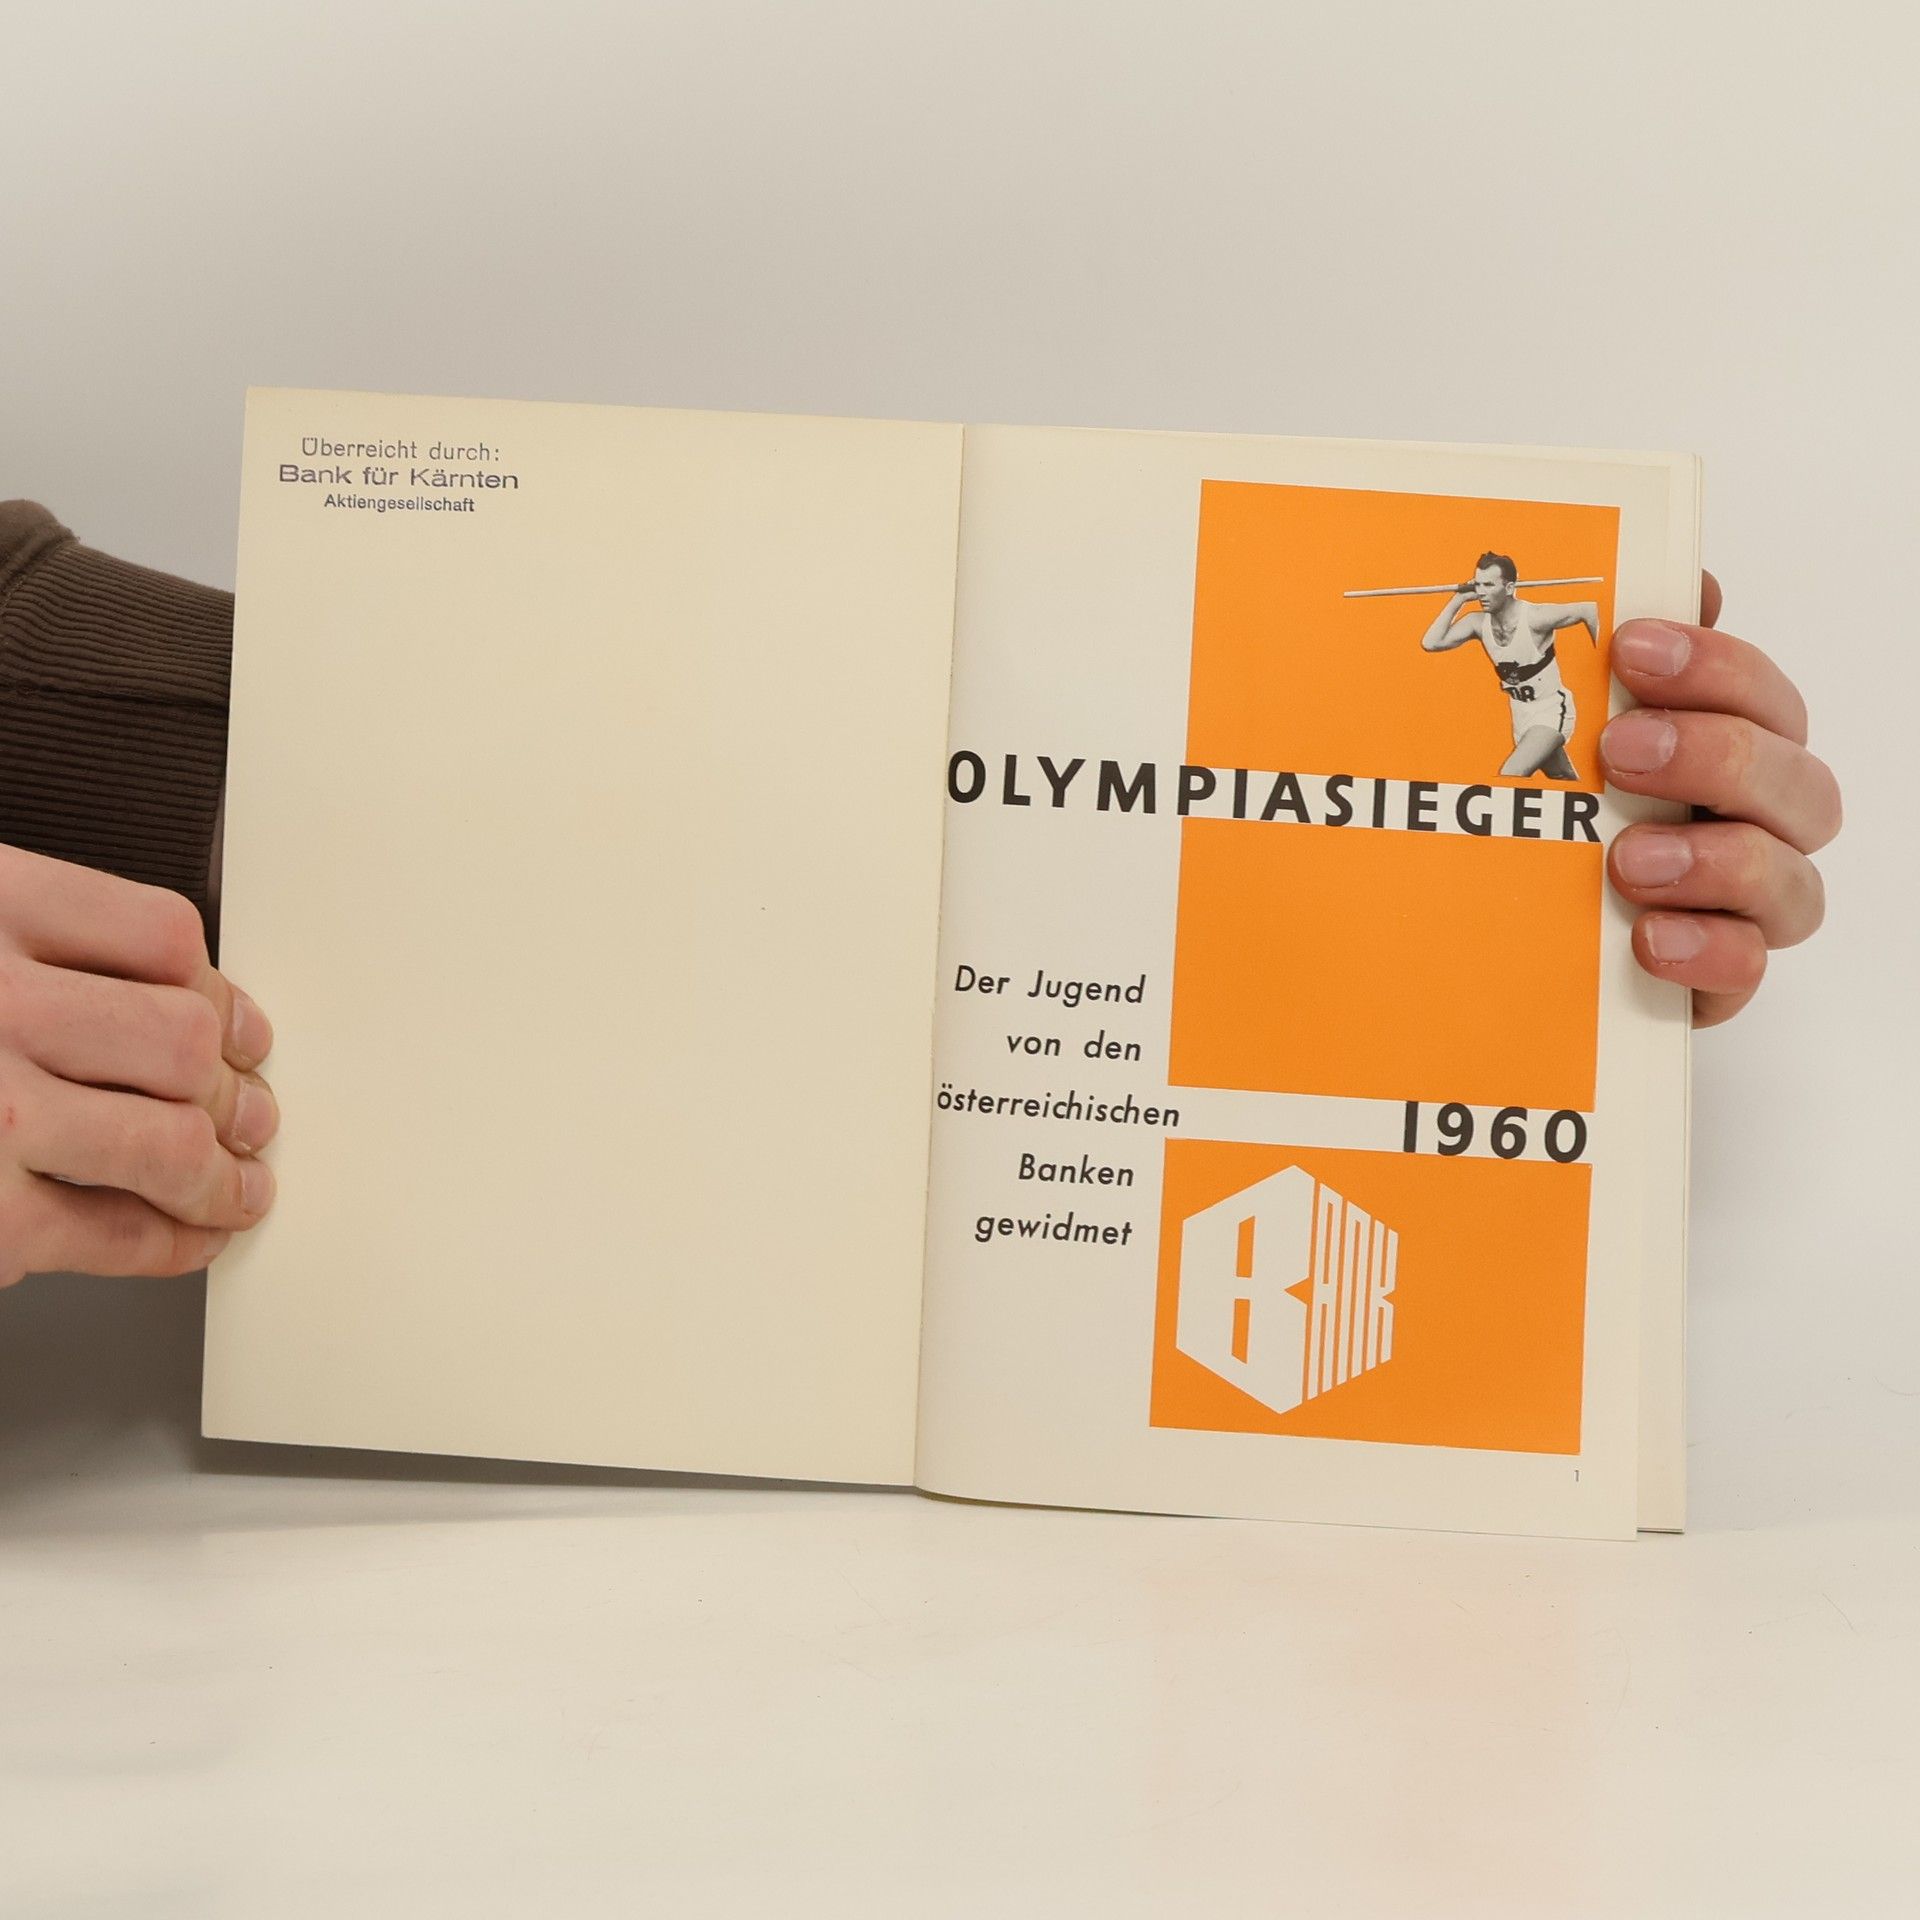 Überreicht durch:
Bank für Kärnten
Aktiengesellschaft
OLYMPIASIEGER
Der Jugend
von den
österreichischen
Banken
gewidmet
1960
BANK
1